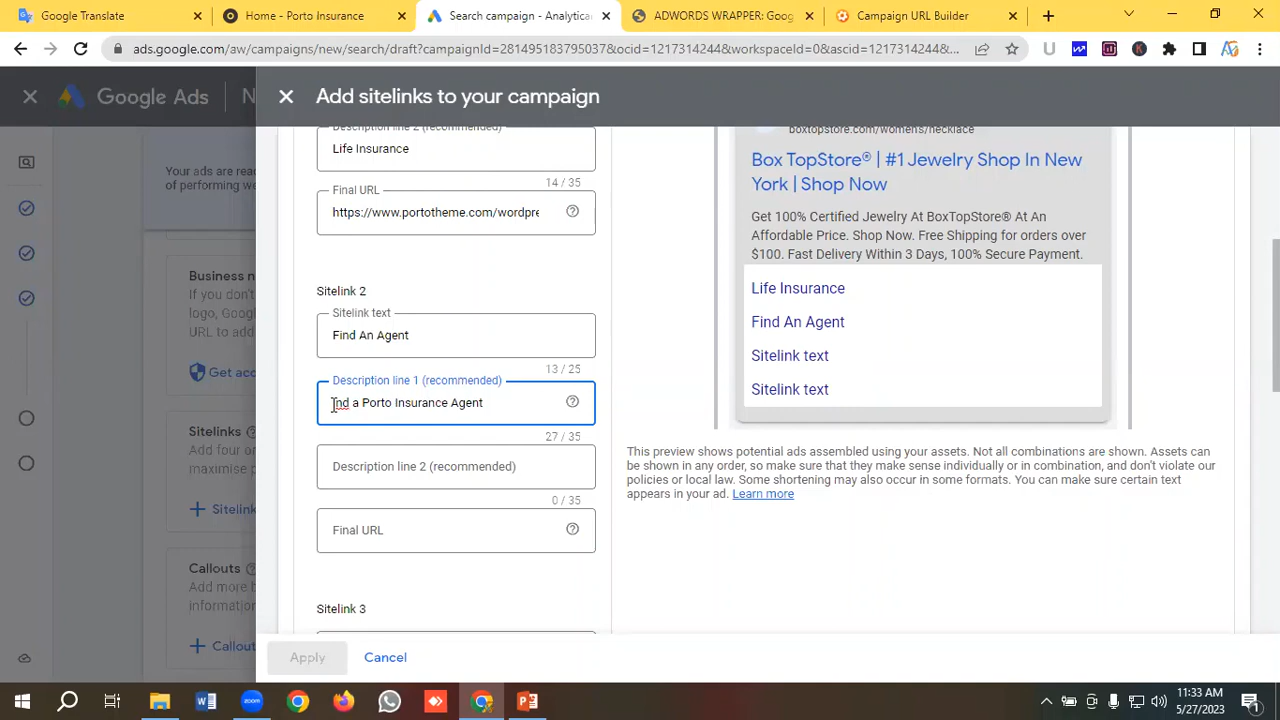 Google Translate
Home - Porto Insurance
Search campaign - Analytica
ADWORDS WRAPPER: Goog
Campaign URL Builder
ads.google.com/aw/campaigns/new/search/draft?campaignId=281495183795037&ocid=1217314244&workspaceId=0&ascid=1217314244&...
Google Ads
N
Add sitelinks to your campaign
Your ads are read
of performing we
Business n
If you don't
logo, Goog
URL to add
Get acc
Sitelinks
Add four or
maximise p
Sitelink
Callouts
Add more b
information
Callou
Description line 2 (recommended)
Life Insurance
14 / 35
Final URL
https://www.portotheme.com/wordpre
Sitelink 2
Sitelink text
Find An Agent
13 / 25
Description line 1 (recommended)
nd a Porto Insurance Agent
27 / 35
Description line 2 (recommended)
0 / 35
Final URL
Sitelink 3
boxtopstore.com/womens/necklace
Box TopStore® | #1 Jewelry Shop In New
York | Shop Now
Get 100% Certified Jewelry At BoxTopStore® At An
Affordable Price. Shop Now. Free Shipping for orders over
$100. Fast Delivery Within 3 Days, 100% Secure Payment.
Life Insurance
Find An Agent
Sitelink text
Sitelink text
This preview shows potential ads assembled using your assets. Not all combinations are shown. Assets
can be shown in any order, so make sure that they make sense individually or in combination, and don't violate our
policies or local law. Some shortening may also occur in some formats. You can make sure certain text
appears in your ad. Learn more
Apply
Cancel
11:33 AM
5/27/2023